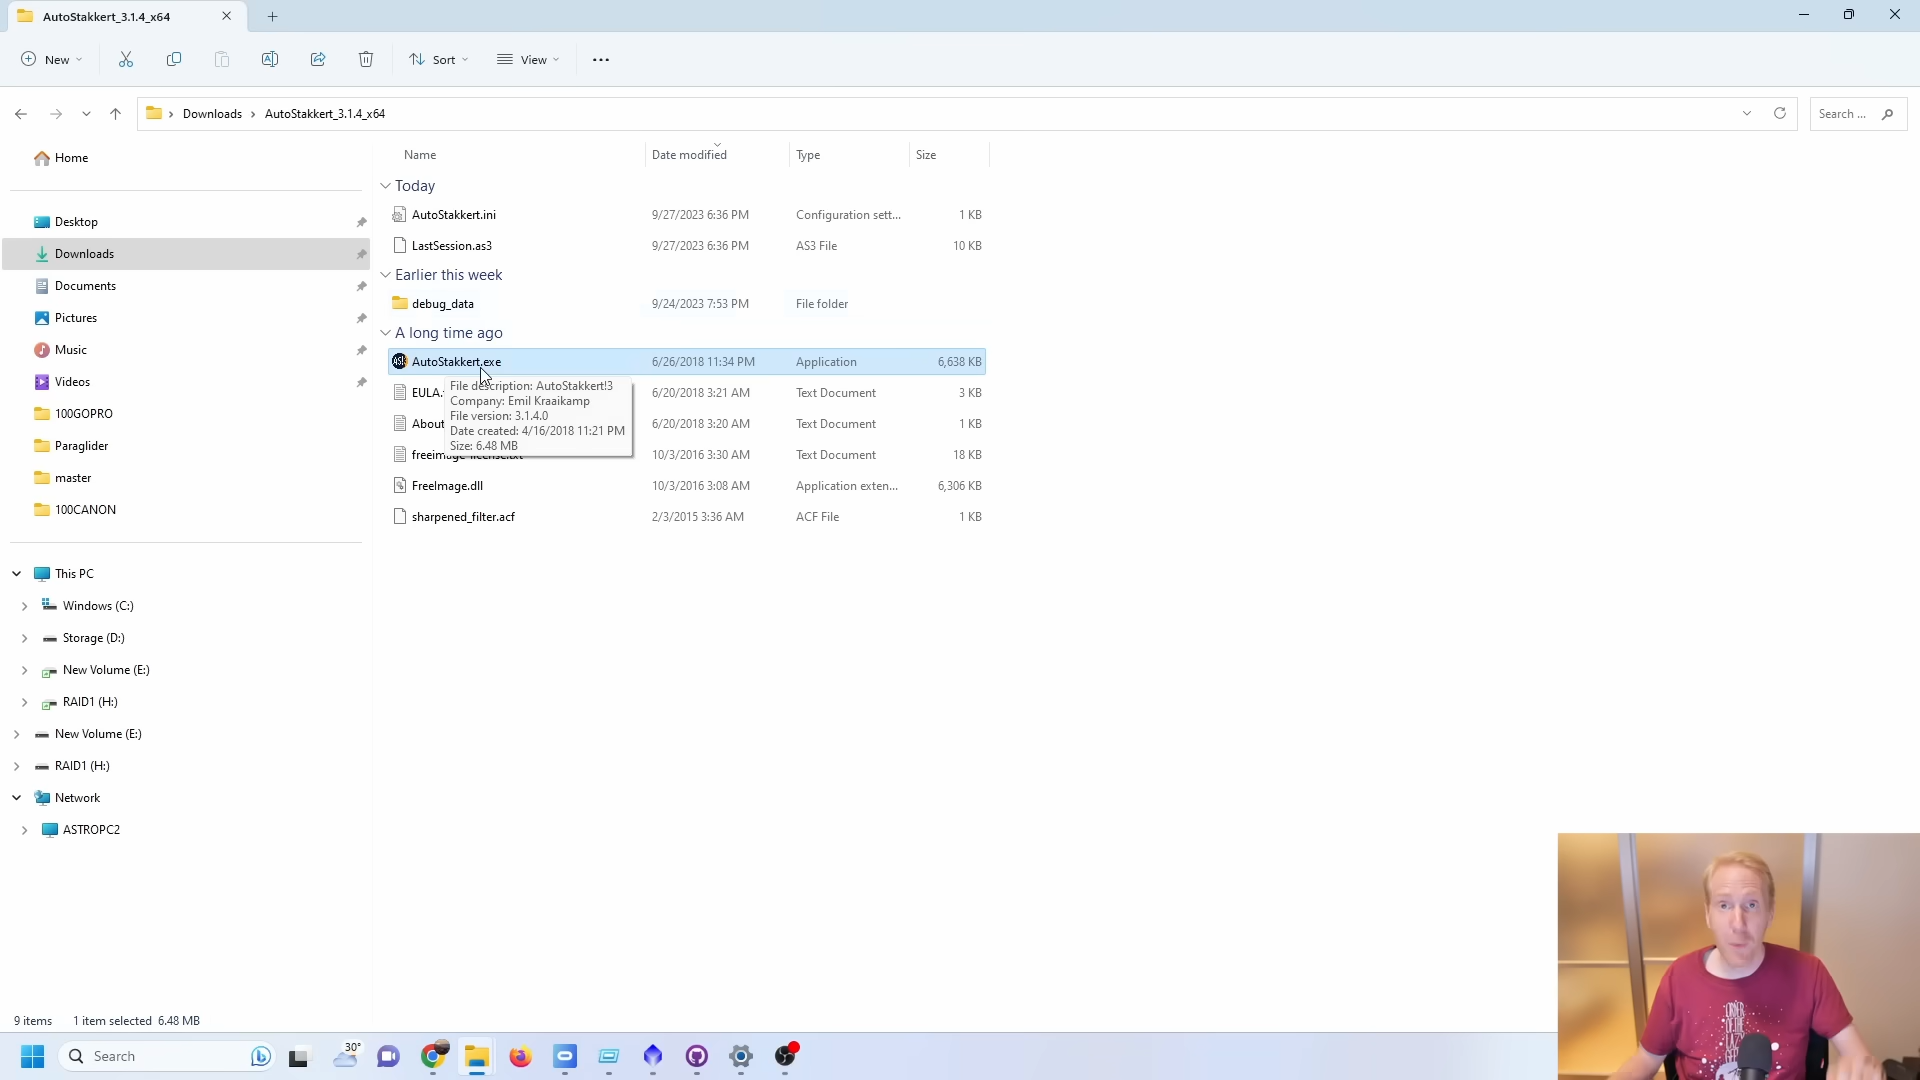 AutoStakkert_3.1.4_x64
New
Sort
View
Downloads
AutoStakkert_3.1.4_x64
Search ...
Home
Desktop
Downloads
Documents
Pictures
Music
Videos
100GOPRO
Paraglider
master
100CANON
This PC
Windows (C:)
Storage (D:)
New Volume (E:)
RAID1 (H:)
New Volume (E:)
RAID1 (H:)
Network
ASTROPC2
Name Date modified Type Size
Today
AutoStakkert.ini 9/27/2023 6:36 PM Configuration sett... 1 KB
LastSession.as3 9/27/2023 6:36 PM AS3 File 10 KB
Earlier this week
debug_data 9/24/2023 7:53 PM File folder
A long time ago
AutoStakkert.exe 6/26/2018 11:34 PM Application 6,638 KB
EULA. 6/20/2018 3:21 AM Text Document 3 KB
About 6/20/2018 3:20 AM Text Document 1 KB
10/3/2016 3:30 AM Text Document 18 KB
FreeImage.dll 10/3/2016 3:08 AM Application exten... 6,306 KB
sharpened_filter.acf 2/3/2015 3:36 AM ACF File 1 KB
File description: AutoStakkert!3
Company: Emil Kraaikamp
File version: 3.1.4.0
Date created: 4/16/2018 11:21 PM
Size: 6.48 MB
9 items 1 item selected 6.48 MB
Search
30°
ORDER
OF THE
LAZY